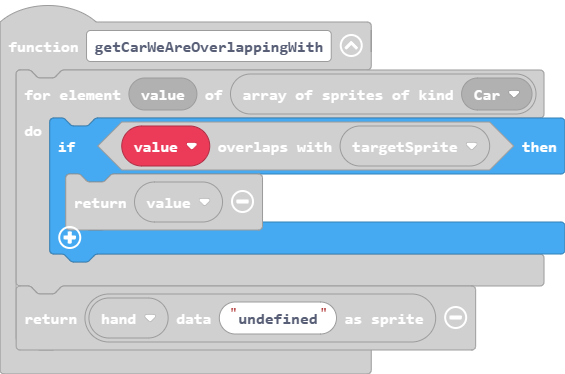 function getCarWeAreOverlappingWith
for element value of array of sprites of kind Car
do
if value overlaps with targetSprite then
return value
return hand data "undefined" as sprite